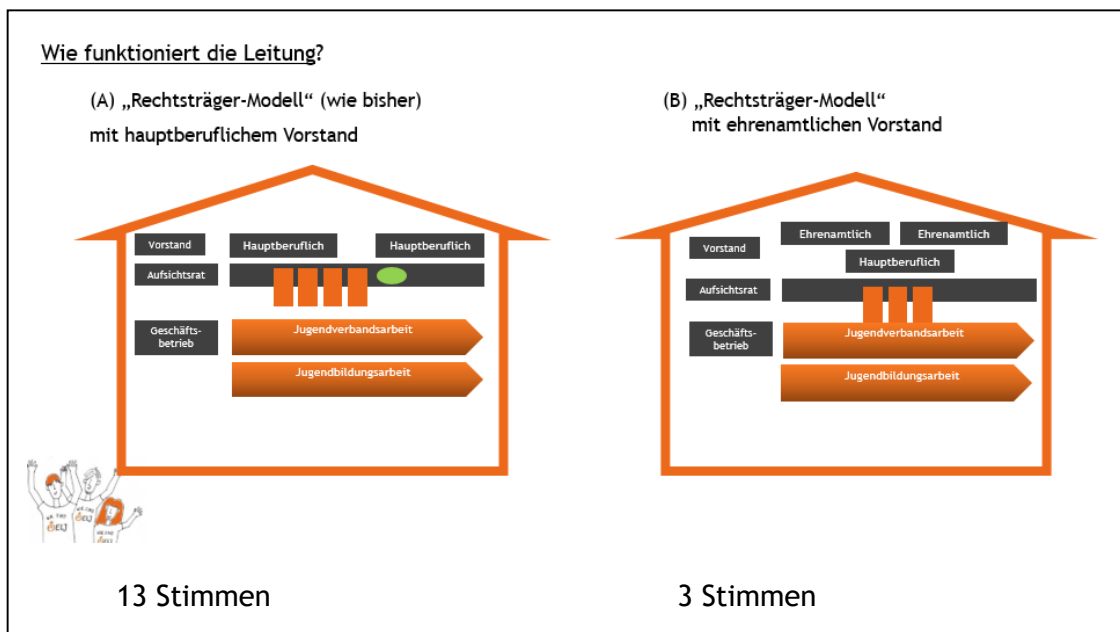 Wie funktioniert die Leitung?
(A) „Rechtsträger-Modell“ (wie bisher)
mit hauptberuflichem Vorstand
Vorstand
Hauptberuflich
Hauptberuflich
Aufsichtsrat
Geschäfts-
betrieb
Jugendverbandsarbeit
Jugendbildungsarbeit
13 Stimmen
(B) „Rechtsträger-Modell“
mit ehrenamtlichen Vorstand
Ehrenamtlich
Ehrenamtlich
Vorstand
Hauptberuflich
Aufsichtsrat
Geschäfts-
betrieb
Jugendverbandsarbeit
Jugendbildungsarbeit
3 Stimmen